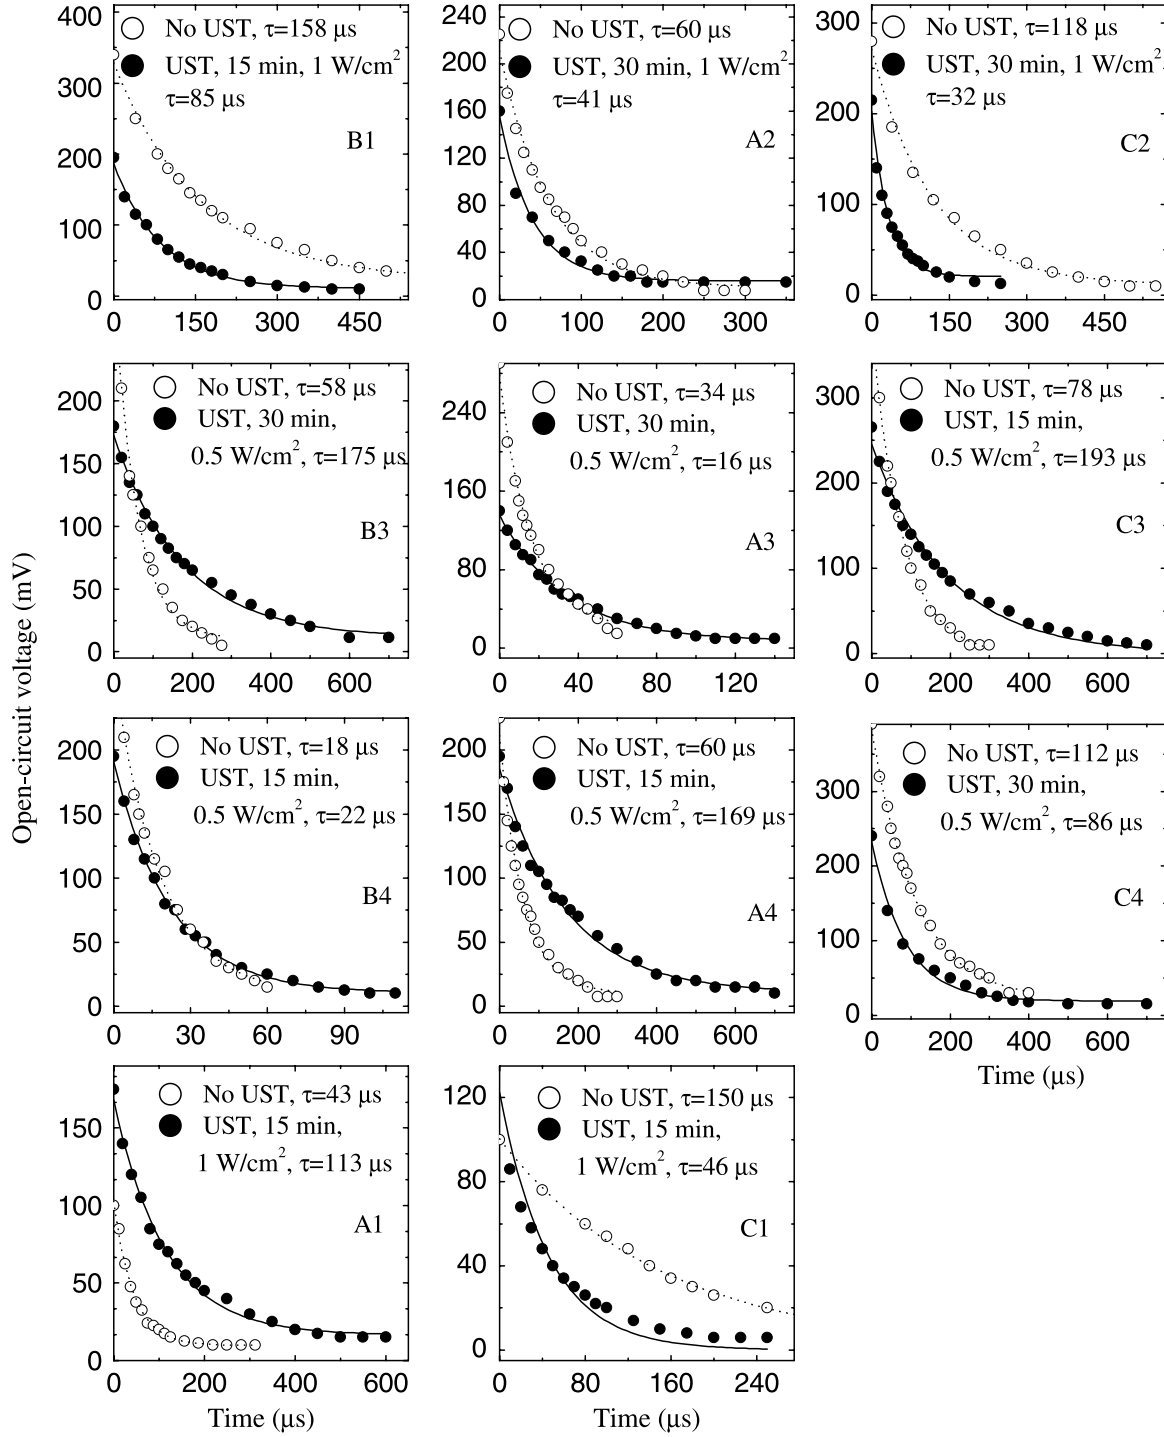 No UST, τ=158 μs
UST, 15 min, 1 W/cm²
τ=85 μs
B1
400
300
200
100
0
0 150 300 450
No UST, τ=60 μs
UST, 30 min, 1 W/cm²
τ=41 μs
A2
240
200
160
120
80
40
0
0 100 200 300
No UST, τ=118 μs
UST, 30 min, 1 W/cm²
τ=32 μs
C2
300
200
100
0
0 150 300 450
No UST, τ=58 μs
UST, 30 min,
0.5 W/cm², τ=175 μs
B3
200
150
100
50
0
0 200 400 600
No UST, τ=34 μs
UST, 30 min,
0.5 W/cm², τ=16 μs
A3
240
160
80
0
0 40 80 120
No UST, τ=78 μs
UST, 15 min,
0.5 W/cm², τ=193 μs
C3
300
200
100
0
0 200 400 600
Open-circuit voltage (mV)
No UST, τ=18 μs
UST, 15 min,
0.5 W/cm², τ=22 μs
B4
200
150
100
50
0
0 30 60 90
No UST, τ=60 μs
UST, 15 min,
0.5 W/cm², τ=169 μs
A4
200
150
100
50
0
0 200 400 600
No UST, τ=112 μs
UST, 30 min,
0.5 W/cm², τ=86 μs
C4
300
200
100
0
0 200 400 600
Time (μs)
No UST, τ=43 μs
UST, 15 min,
1 W/cm², τ=113 μs
A1
150
100
50
0
0 200 400 600
Time (μs)
No UST, τ=150 μs
UST, 15 min,
1 W/cm², τ=46 μs
C1
120
80
40
0
0 80 160 240
Time (μs)